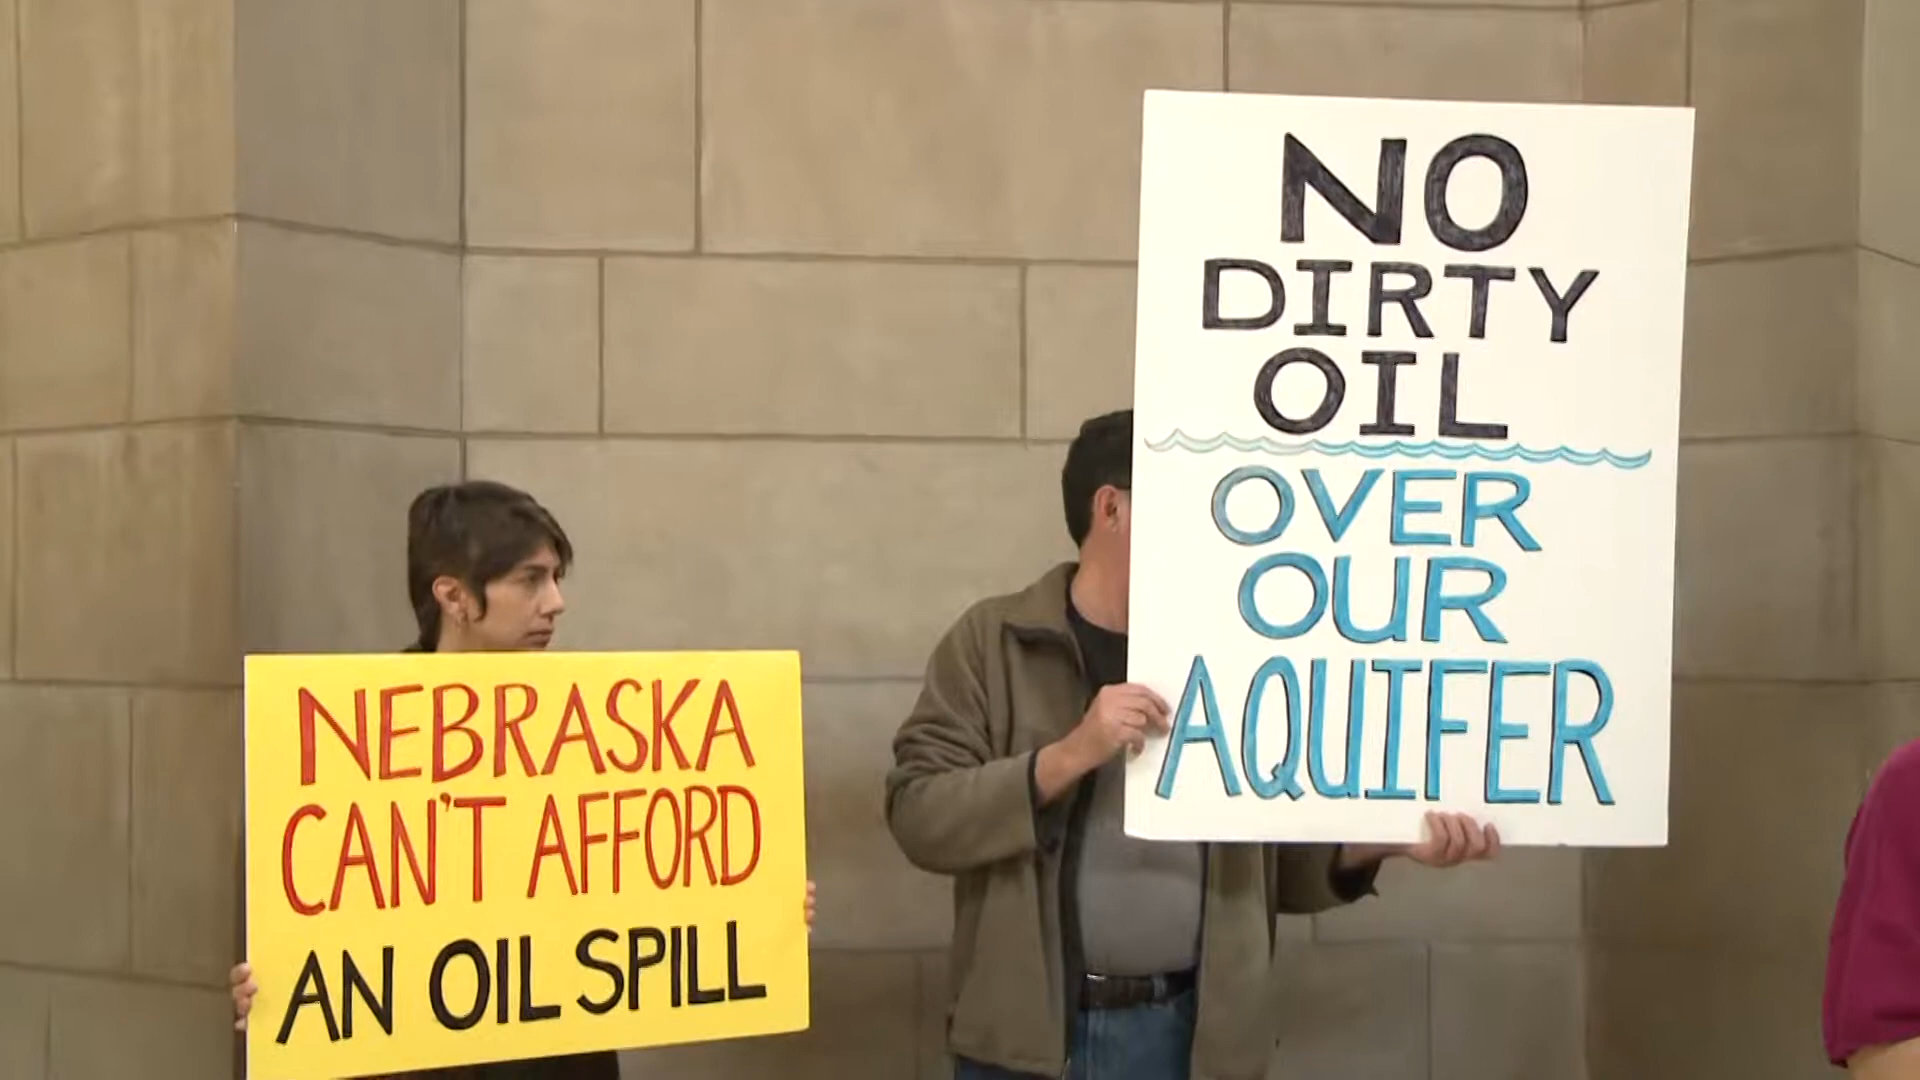 NEBRASKA
CAN'T AFFORD
AN OIL SPILL
NO
DIRTY
OIL
OVER
OUR
AQUIFER